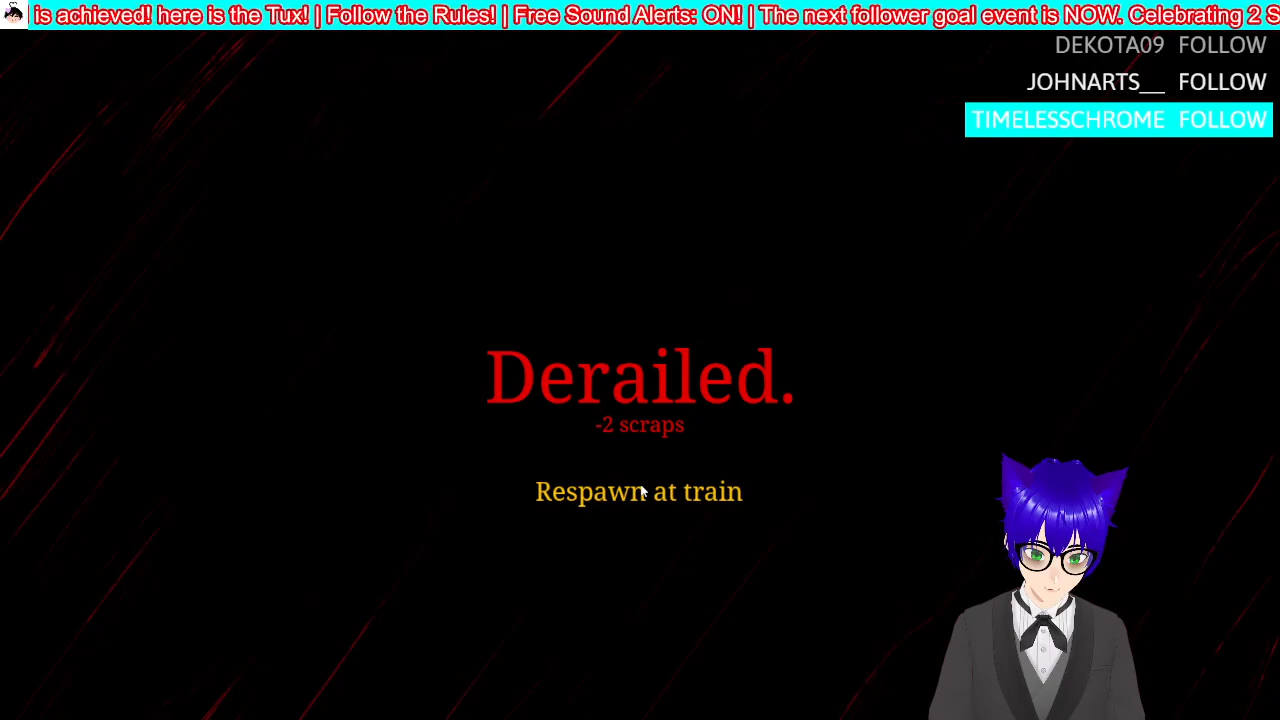 is achieved! here is the Tux! | Follow the Rules! | Free Sound Alerts: ON! | The next follower goal event is NOW. Celebrating 2 S
DEKOTA09 FOLLOW
JOHNARTS__ FOLLOW
TIMELESSCHROME FOLLOW
Derailed.
-2 scraps
Respawn at train